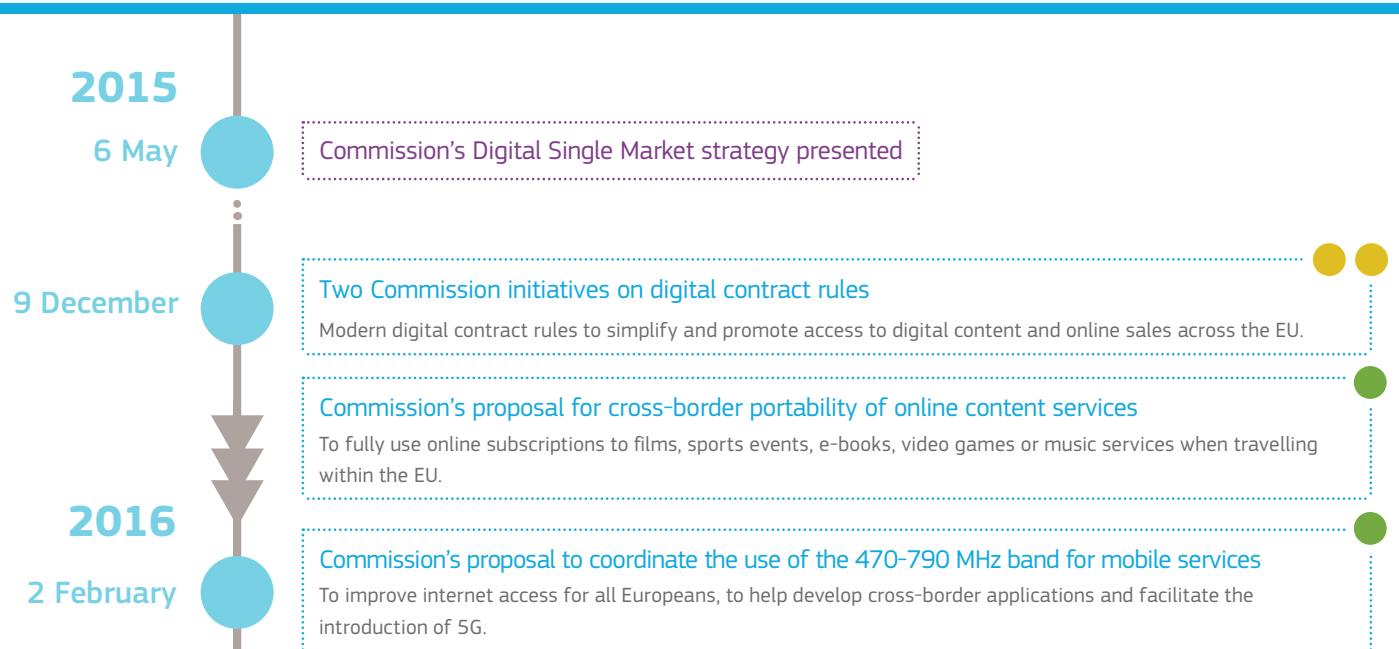 2015
6 May
Commission's Digital Single Market strategy presented
9 December
Two Commission initiatives on digital contract rules
Modern digital contract rules to simplify and promote access to digital content and online sales across the EU.
Commission's proposal for cross-border portability of online content services
To fully use online subscriptions to films, sports events, e-books, video games or music services when travelling
within the EU.
2016
2 February
Commission's proposal to coordinate the use of the 470-790 MHz band for mobile services
To improve internet access for all Europeans, to help develop cross-border applications and facilitate the
introduction of 5G.